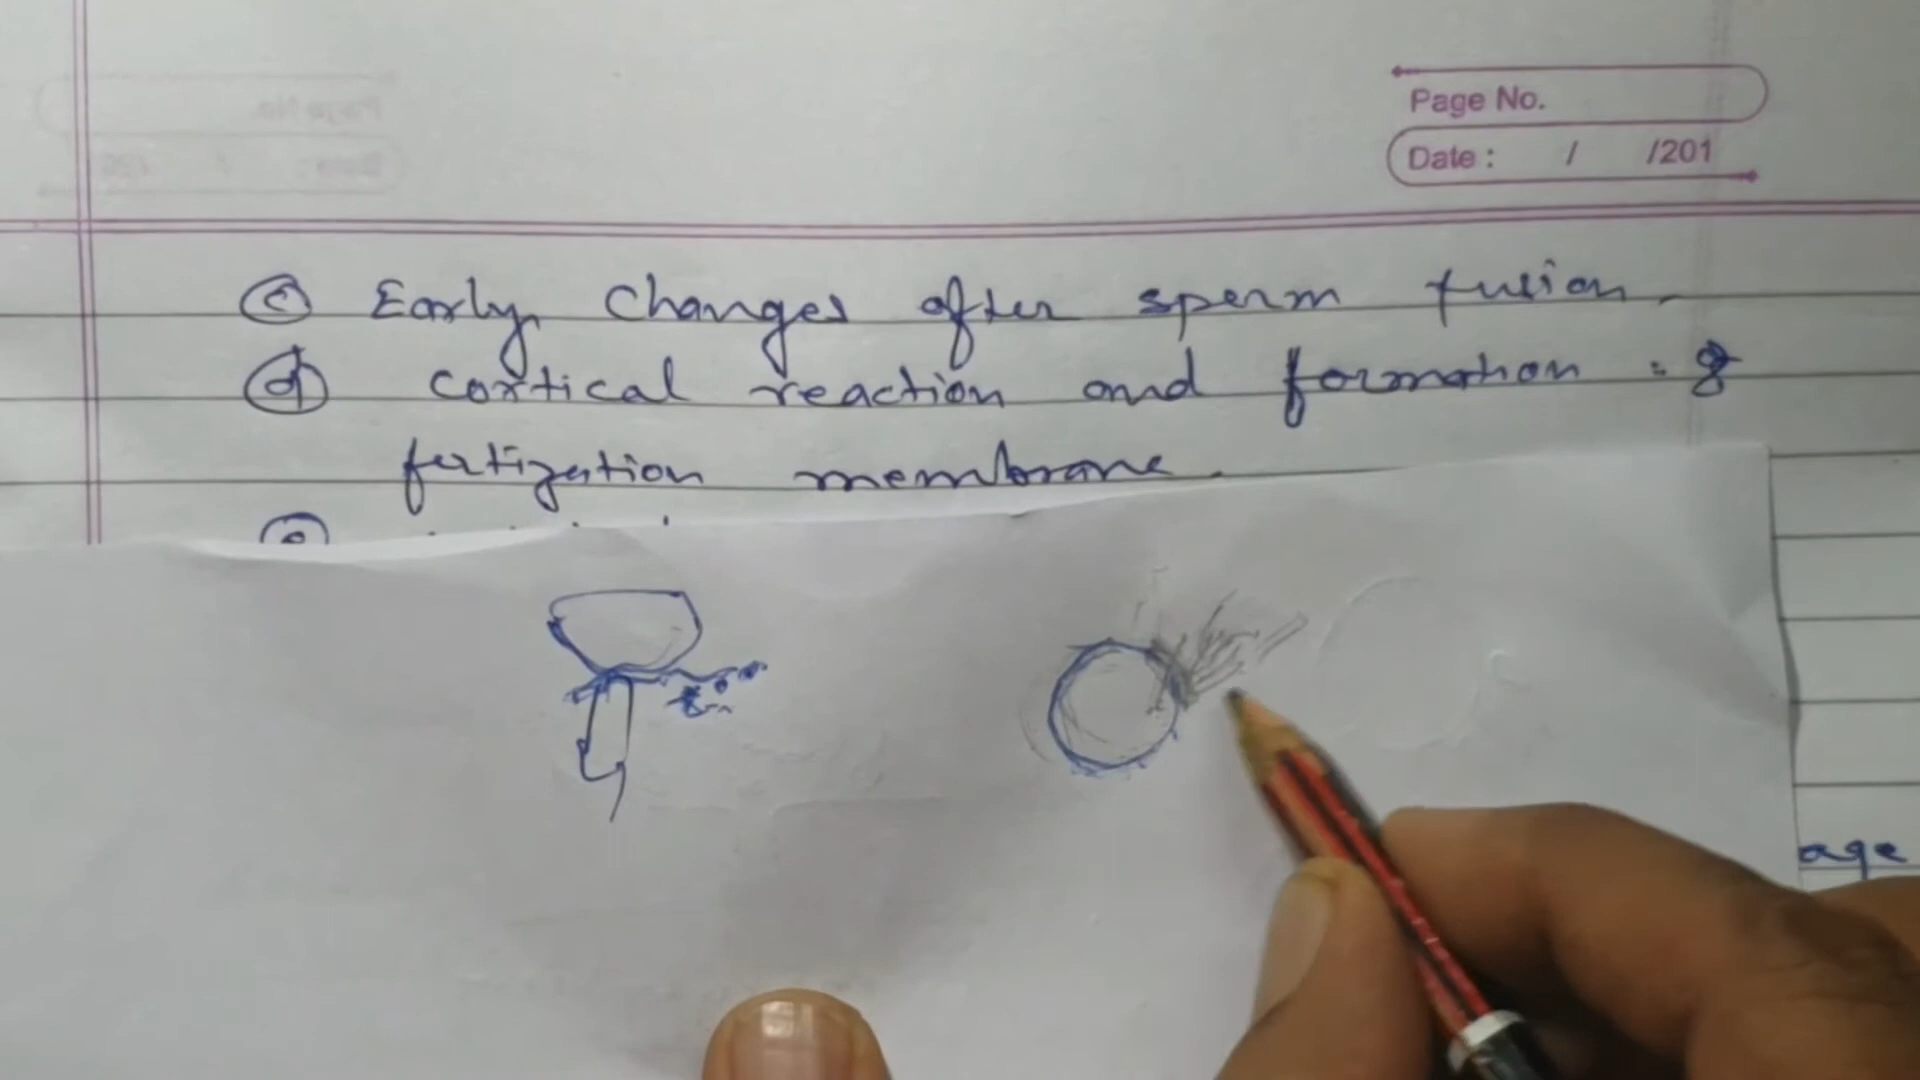 Page No.
Date : / /201
(c) Early changes after sperm fusion.
(d) Cortical reaction and formation of
fertization membrane.
(e)
age